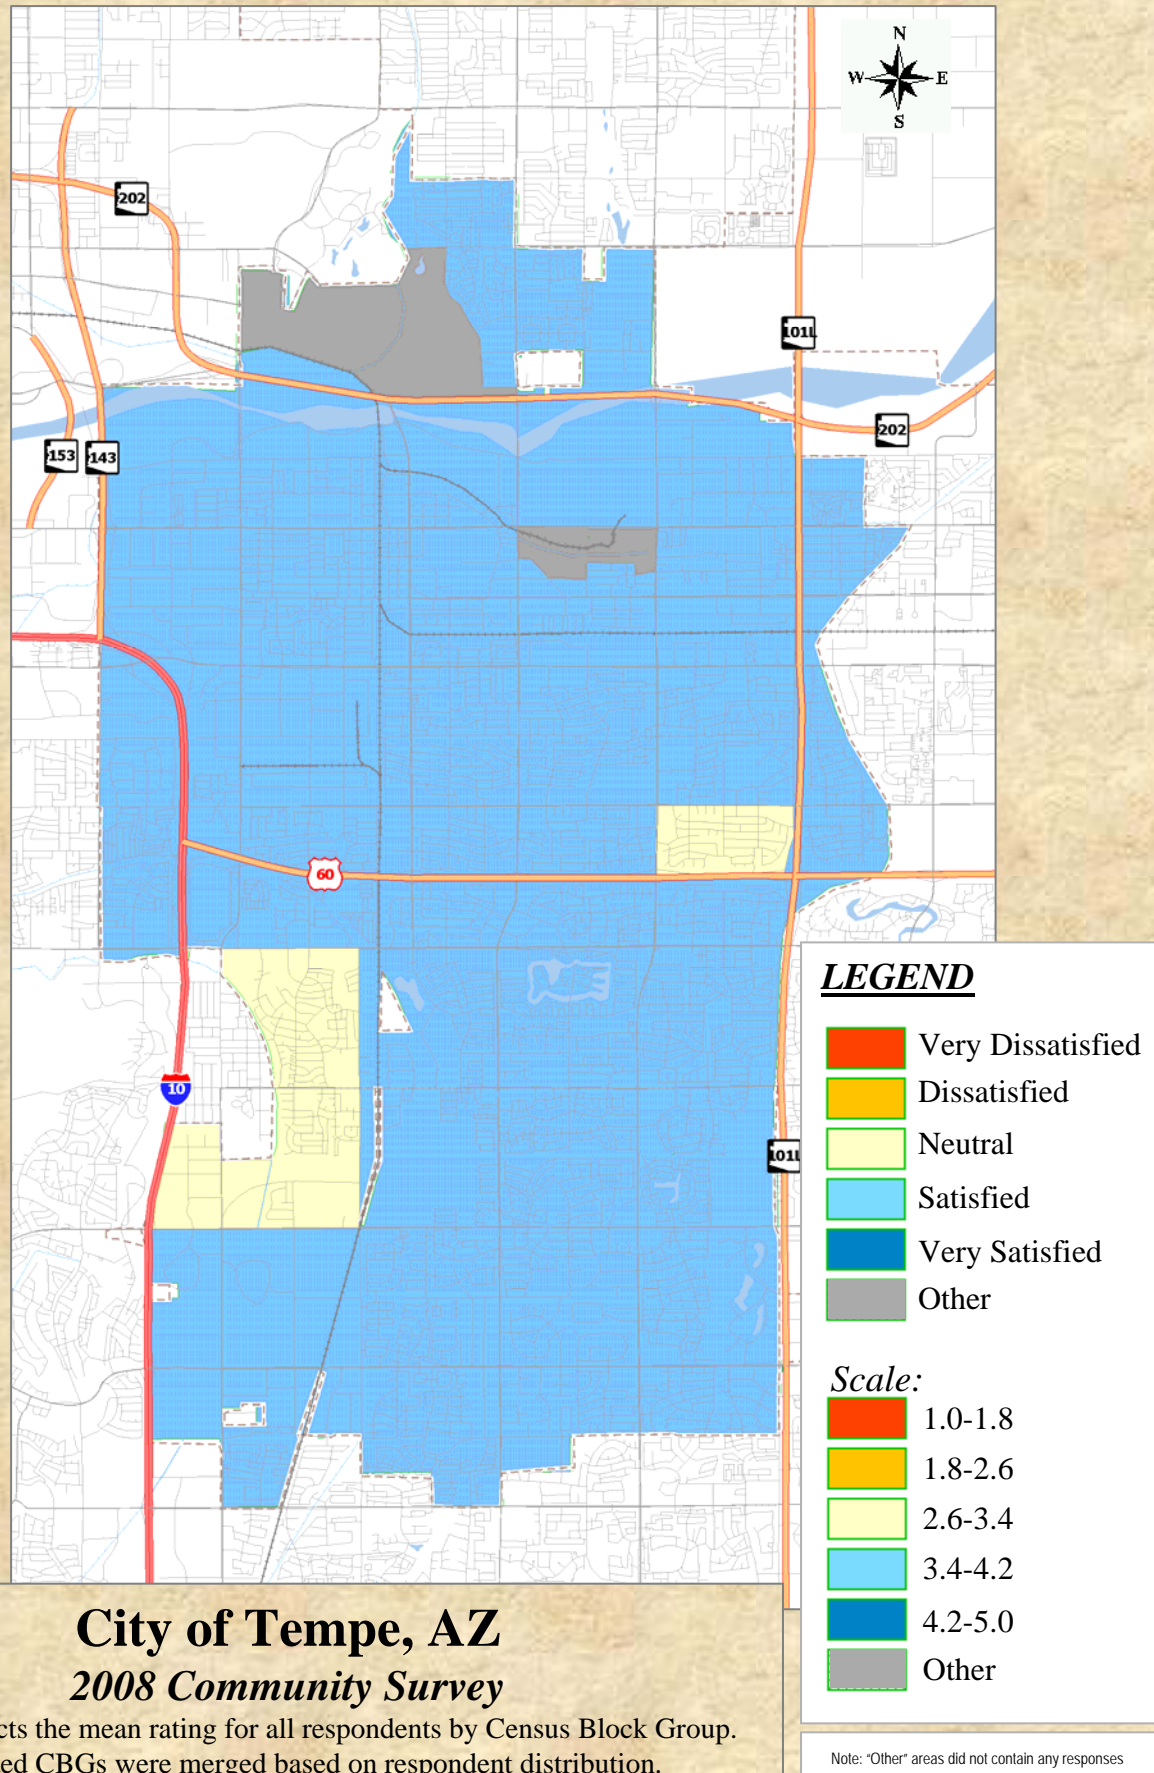 N
W E
S
202
101L
202
153
143
60
10
101L
LEGEND
Very Dissatisfied
Dissatisfied
Neutral
Satisfied
Very Satisfied
Other
Scale:
1.0-1.8
1.8-2.6
2.6-3.4
3.4-4.2
4.2-5.0
Other
City of Tempe, AZ
2008 Community Survey
the mean rating for all respondents by Census Block Group.
CBGs were merged based on respondent distribution.
Note: “Other” areas did not contain any responses